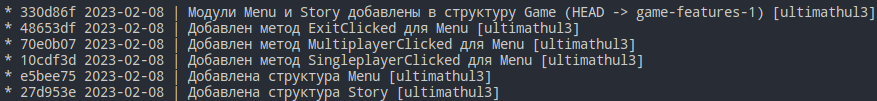 * 330d86f 2023-02-08 | Модули Menu и Story добавлены в структуру Game (HEAD -> game-features-1) [ultimathul3]
* 48653df 2023-02-08 | Добавлен метод ExitClicked для Menu [ultimathul3]
* 70e0b07 2023-02-08 | Добавлен метод MultiplayerClicked для Menu [ultimathul3]
* 10cdf3d 2023-02-08 | Добавлен метод SingleplayerClicked для Menu [ultimathul3]
* e5bee75 2023-02-08 | Добавлена структура Menu [ultimathul3]
* 27d953e 2023-02-08 | Добавлена структура Story [ultimathul3]